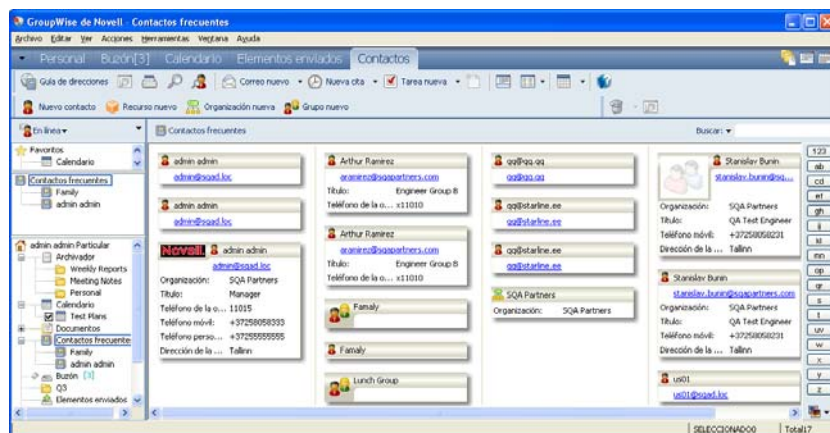 GroupWise de Novell - Contactos frecuentes
Archivo Editar Ver Acciones Herramientas Ventana Ayuda
Personal Buzón[3] Calendario Elementos enviados Contactos
Guía de direcciones Correo nuevo Nueva cita Tarea nueva
Nuevo contacto Recurso nuevo Organización nueva Grupo nuevo
En línea Contactos frecuentes Buscar:
Favoritos
Calendario
Contactos frecuentes
Family
admin admin
admin admin Particular
Archivador
Weekly Reports
Meeting Notes
Personal
Calendario
Test Plans
Documentos
Contactos frecuente
Family
admin admin
Buzón [3]
Q3
Elementos enviados
admin admin
admin@sqad.loc
admin admin
admin@sqad.loc
Novell admin admin
admin@sqad.loc
Organización: SQA Partners
Título: Manager
Teléfono de la o... 11015
Teléfono móvil: +37258058333
Teléfono perso... +37255555555
Dirección de la ... Tallinn
Arthur Ramirez
aramirez@sqapartners.com
Título: Engineer Group B
Teléfono de la o... x11010
Arthur Ramirez
aramirez@sqapartners.com
Título: Engineer Group B
Teléfono de la o... x11010
Famaly
Famaly
Lunch Group
qq@qq.qq
qq@qq.qq
qq@starline.ee
qq@starline.ee
qq@starline.ee
qq@starline.ee
SQA Partners
Organización: SQA Partners
Stanislav Bunin
stanislav.bunin@sq...
Organización: SQA Partners
Título: QA Test Engineer
Teléfono móvil: +37258058231
Dirección de la ... Tallinn
Stanislav Bunin
stanislav.bunin@sqapartners.com
Organización: SQA Partners
Título: QA Test Engineer
Teléfono móvil: +37258058231
Dirección de la ... Tallinn
us01
us01@sqad.loc
123
ab
cd
ef
gh
ij
kl
mn
op
qr
s
t
uv
w
x
y
z
SELECCIONADO0 Total17